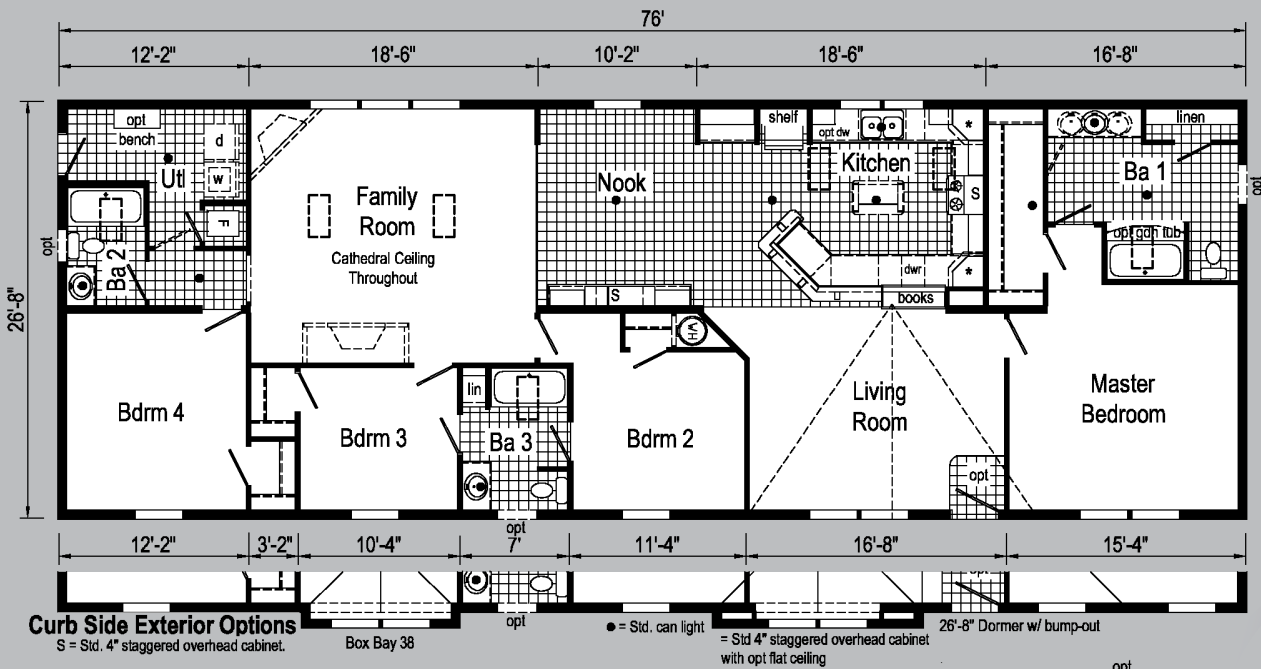 76'
12'-2" 18'-6" 10'-2" 18'-6" 16'-8"
26'-8"
opt
bench
d
w
Utl
F
opt
Ba 2
Family
Room
Cathedral Ceiling
Throughout
Nook
S
shelf
opt dw
*
Kitchen
S
dwr
*
books
linen
Ba 1
opt
opt gdn tub
Bdrm 4
Bdrm 3
lin
Ba 3
WH
Bdrm 2
Living
Room
opt
Master
Bedroom
opt
12'-2" 3'-2" 10'-4" 7' 11'-4" 16'-8" 15'-4"
opt
opt
Curb Side Exterior Options
S = Std. 4" staggered overhead cabinet.
Box Bay 38
● = Std. can light
= Std 4" staggered overhead cabinet
with opt flat ceiling
26'-8" Dormer w/ bump-out
opt